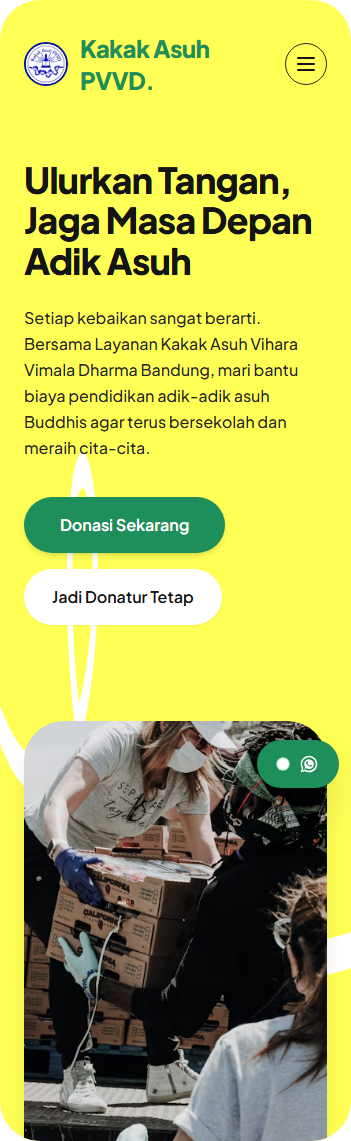 Kakak Asuh
PVVD.
Ulurkan Tangan,
Jaga Masa Depan
Adik Asuh
Setiap kebaikan sangat berarti.
Bersama Layanan Kakak Asuh Vihara
Vimala Dharma Bandung, mari bantu
biaya pendidikan adik-adik asuh
Buddhis agar terus bersekolah dan
meraih cita-cita.
Donasi Sekarang
Jadi Donatur Tetap
CALIFORNIA
CALIFORNIA